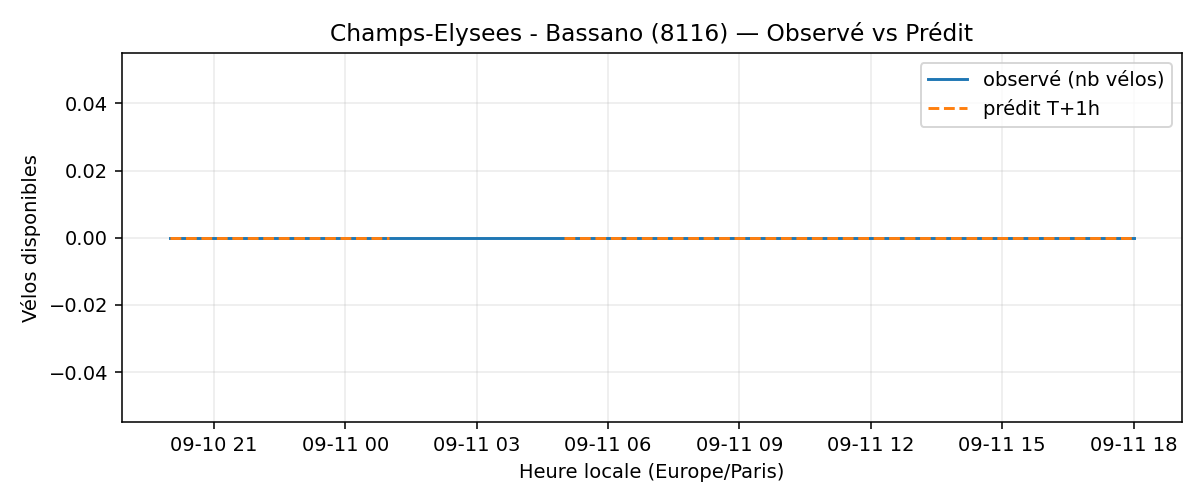 Champs-Elysees - Bassano (8116) — Observé vs Prédit
observé (nb vélos)
prédit T+1h
Vélos disponibles
0.04
0.02
0.00
−0.02
−0.04
09-10 21
09-11 00
09-11 03
09-11 06
09-11 09
09-11 12
09-11 15
09-11 18
Heure locale (Europe/Paris)